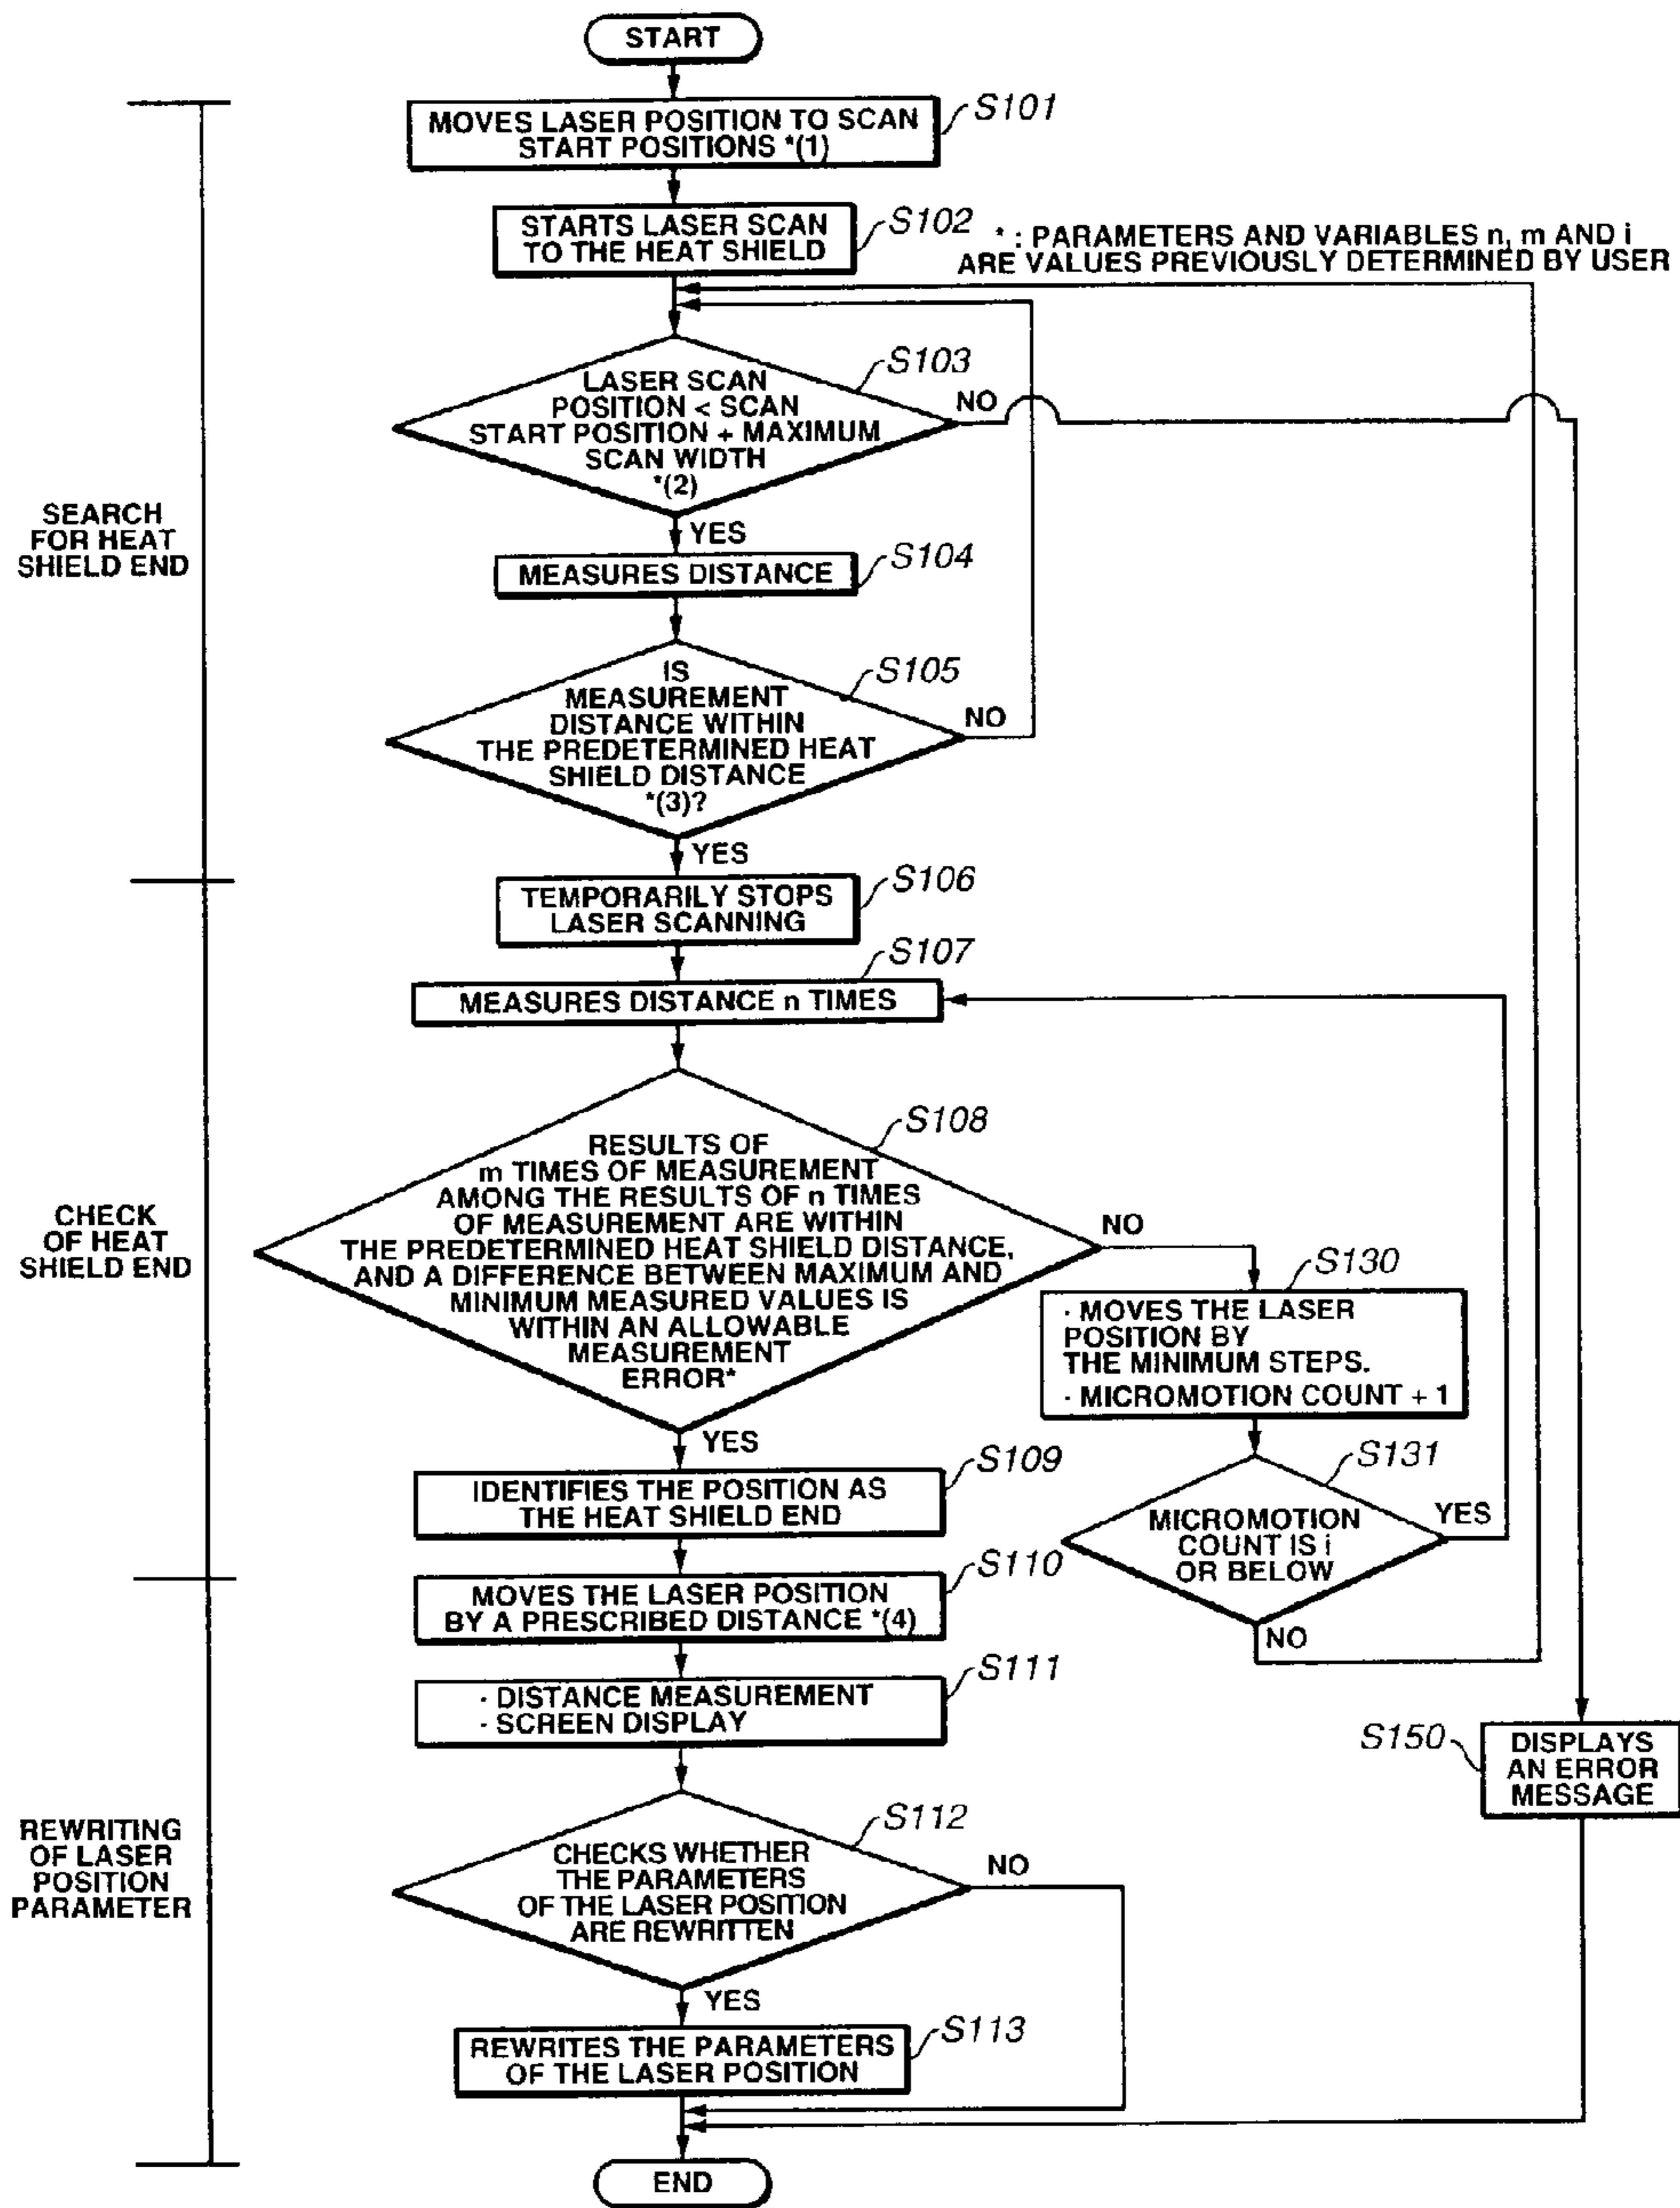 START
MOVES LASER POSITION TO SCAN
START POSITIONS *(1)
S101
STARTS LASER SCAN
TO THE HEAT SHIELD
S102
* : PARAMETERS AND VARIABLES n, m AND i
ARE VALUES PREVIOUSLY DETERMINED BY USER
LASER SCAN
POSITION < SCAN
START POSITION + MAXIMUM
SCAN WIDTH
*(2)
S103
NO
YES
SEARCH
FOR HEAT
SHIELD END
MEASURES DISTANCE
S104
IS
MEASUREMENT
DISTANCE WITHIN
THE PREDETERMINED HEAT
SHIELD DISTANCE
*(3)?
S105
NO
YES
TEMPORARILY STOPS
LASER SCANNING
S106
MEASURES DISTANCE n TIMES
S107
RESULTS OF
m TIMES OF MEASUREMENT
AMONG THE RESULTS OF n TIMES
OF MEASUREMENT ARE WITHIN
THE PREDETERMINED HEAT SHIELD DISTANCE,
AND A DIFFERENCE BETWEEN MAXIMUM AND
MINIMUM MEASURED VALUES IS
WITHIN AN ALLOWABLE
MEASUREMENT
ERROR*
S108
NO
YES
CHECK
OF HEAT
SHIELD END
S130
· MOVES THE LASER
POSITION BY
THE MINIMUM STEPS.
· MICROMOTION COUNT + 1
S131
MICROMOTION
COUNT IS i
OR BELOW
YES
NO
IDENTIFIES THE POSITION AS
THE HEAT SHIELD END
S109
MOVES THE LASER POSITION
BY A PRESCRIBED DISTANCE *(4)
S110
· DISTANCE MEASUREMENT
· SCREEN DISPLAY
S111
S150
DISPLAYS
AN ERROR
MESSAGE
REWRITING
OF LASER
POSITION
PARAMETER
CHECKS WHETHER
THE PARAMETERS
OF THE LASER POSITION
ARE REWRITTEN
S112
NO
YES
REWRITES THE PARAMETERS
OF THE LASER POSITION
S113
END